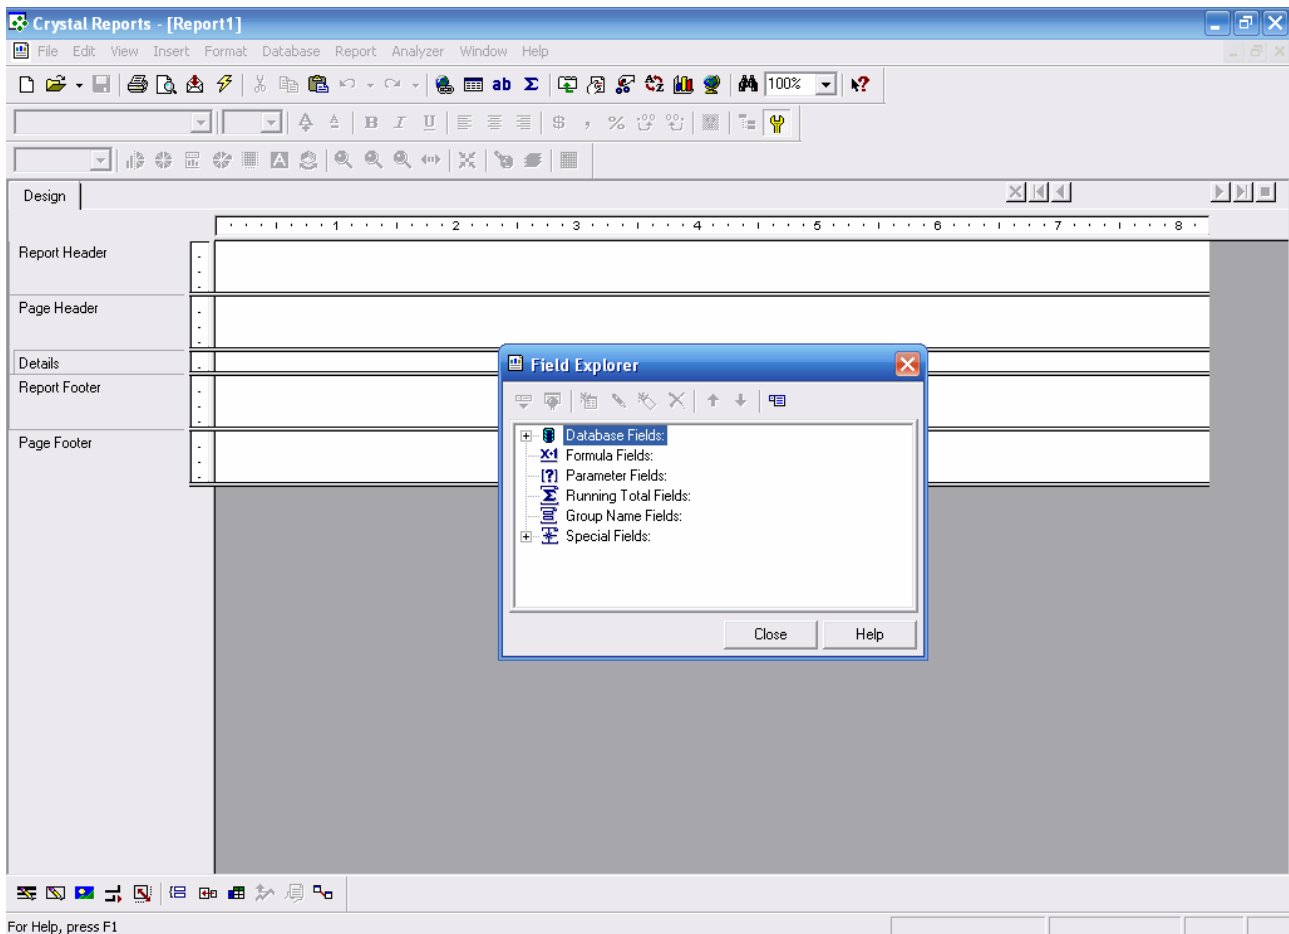 Crystal Reports - [Report1]
File Edit View Insert Format Database Report Analyzer Window Help
ab Σ 100%
B I U $ , %
A
Design
1 2 3 4 5 6 7 8
Report Header
Page Header
Details
Report Footer
Page Footer
Field Explorer
Database Fields:
X+1 Formula Fields:
[?] Parameter Fields:
Σ Running Total Fields:
Group Name Fields:
Special Fields:
Close Help
For Help, press F1